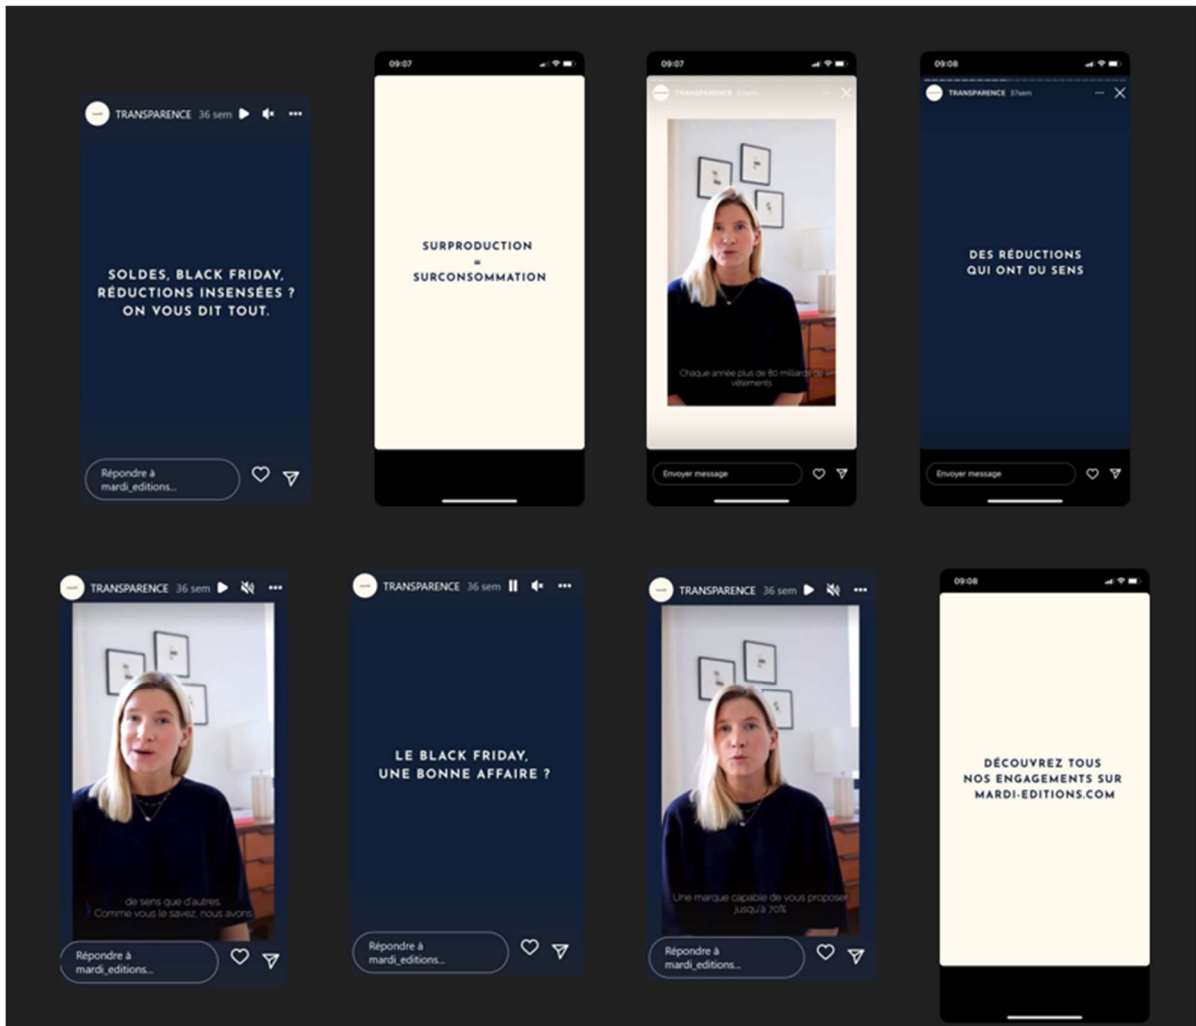 TRANSPARENCE 36 sem
SOLDES, BLACK FRIDAY,
RÉDUCTIONS INSENSÉES ?
ON VOUS DIT TOUT.
Répondre à
mardi_editions...
09:07
SURPRODUCTION
=
SURCONSOMMATION
09:07
TRANSPARENCE 37sem
Chaque année plus de 80 milliards de
vêtements
Envoyer message
09:08
TRANSPARENCE 37sem
DES RÉDUCTIONS
QUI ONT DU SENS
Envoyer message
TRANSPARENCE 36 sem
de sens que d'autres.
Comme vous le savez, nous avons
Répondre à
mardi_editions...
TRANSPARENCE 36 sem
LE BLACK FRIDAY,
UNE BONNE AFFAIRE ?
Répondre à
mardi_editions...
TRANSPARENCE 36 sem
Une marque capable de vous proposer
jusqu'à 70%
Répondre à
mardi_editions...
09:08
DÉCOUVREZ TOUS
NOS ENGAGEMENTS SUR
MARDI-EDITIONS.COM